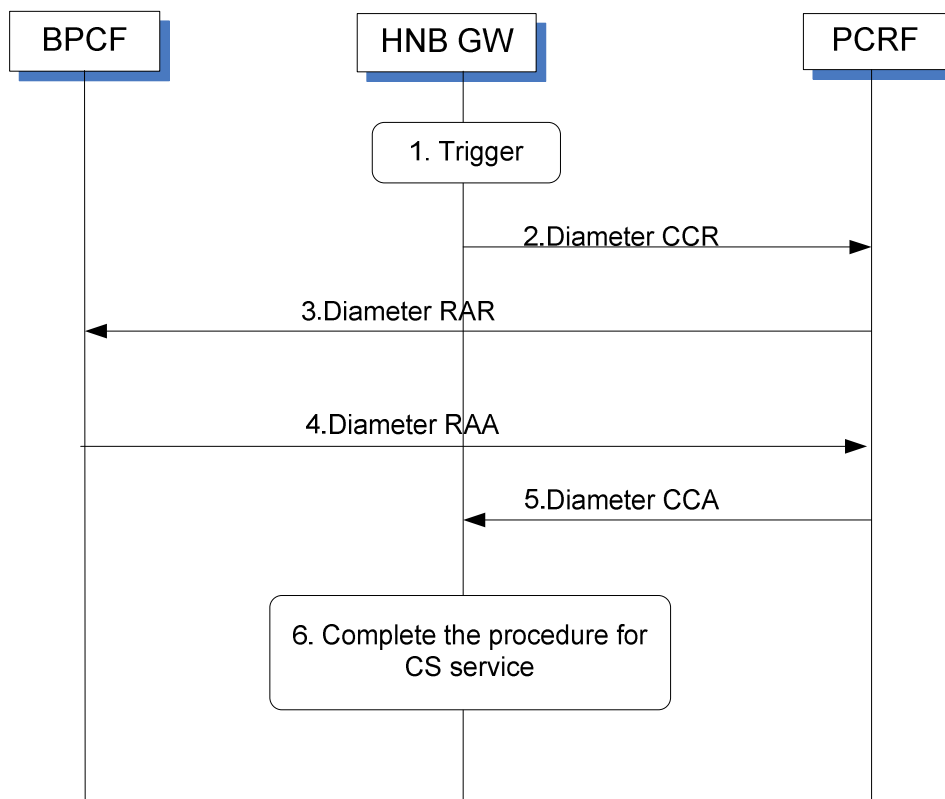 BPCF
HNB GW
PCRF
1. Trigger
2.Diameter CCR
3.Diameter RAR
4.Diameter RAA
5.Diameter CCA
6. Complete the procedure for
CS service